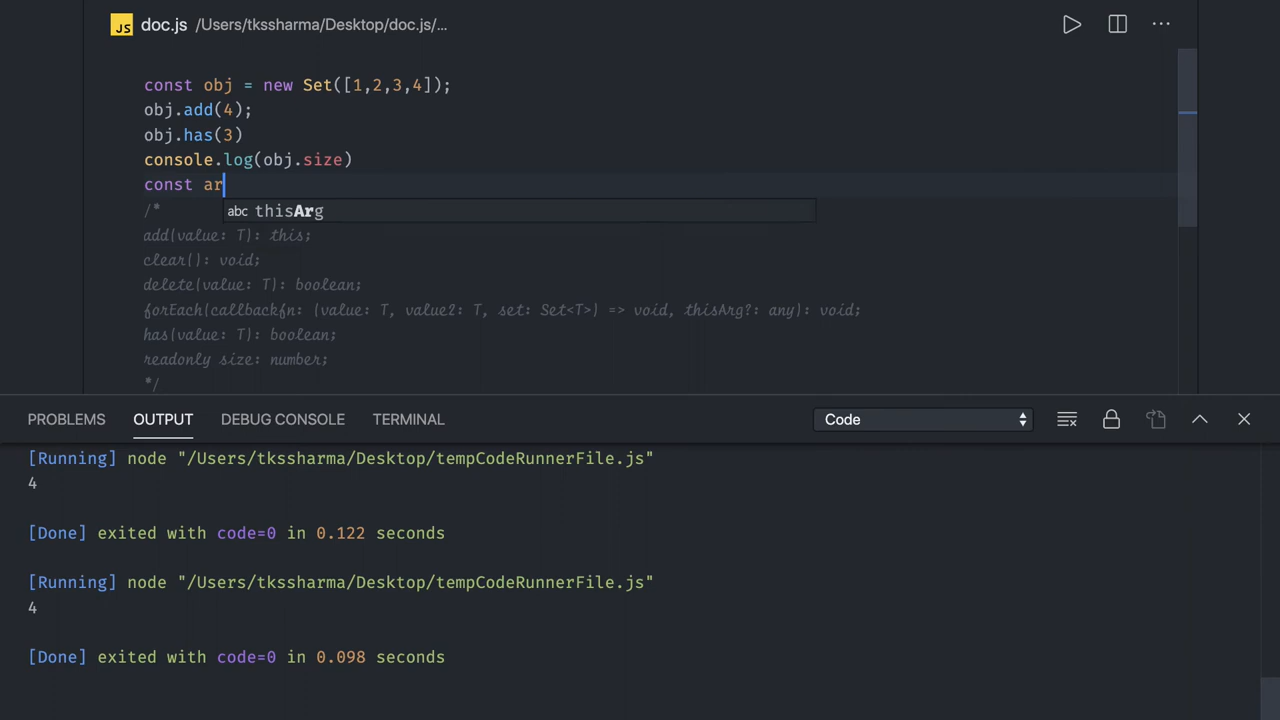 JS doc.js /Users/tkssharma/Desktop/doc.js/...
const obj = new Set([1,2,3,4]);
obj.add(4);
obj.has(3)
console.log(obj.size)
const ar
/*
abc thisArg
add(value: T): this;
clear(): void;
delete(value: T): boolean;
forEach(callbackfn: (value: T, value2: T, set: Set<T>) => void, thisArg?: any): void;
has(value: T): boolean;
readonly size: number;
*/
PROBLEMS OUTPUT DEBUG CONSOLE TERMINAL Code
[Running] node "/Users/tkssharma/Desktop/tempCodeRunnerFile.js"
4
[Done] exited with code=0 in 0.122 seconds
[Running] node "/Users/tkssharma/Desktop/tempCodeRunnerFile.js"
4
[Done] exited with code=0 in 0.098 seconds